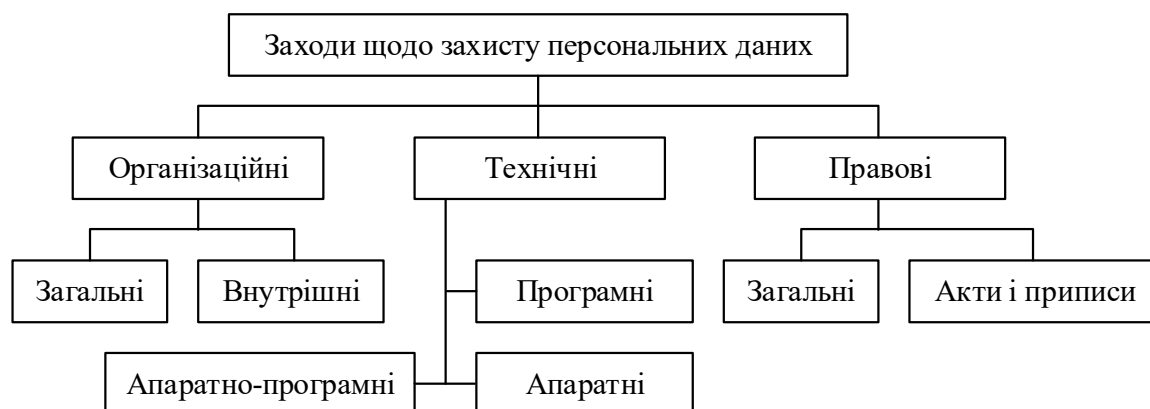 Заходи щодо захисту персональних даних
Організаційні
Технічні
Правові
Загальні
Внутрішні
Програмні
Загальні
Акти і приписи
Апаратно-програмні
Апаратні